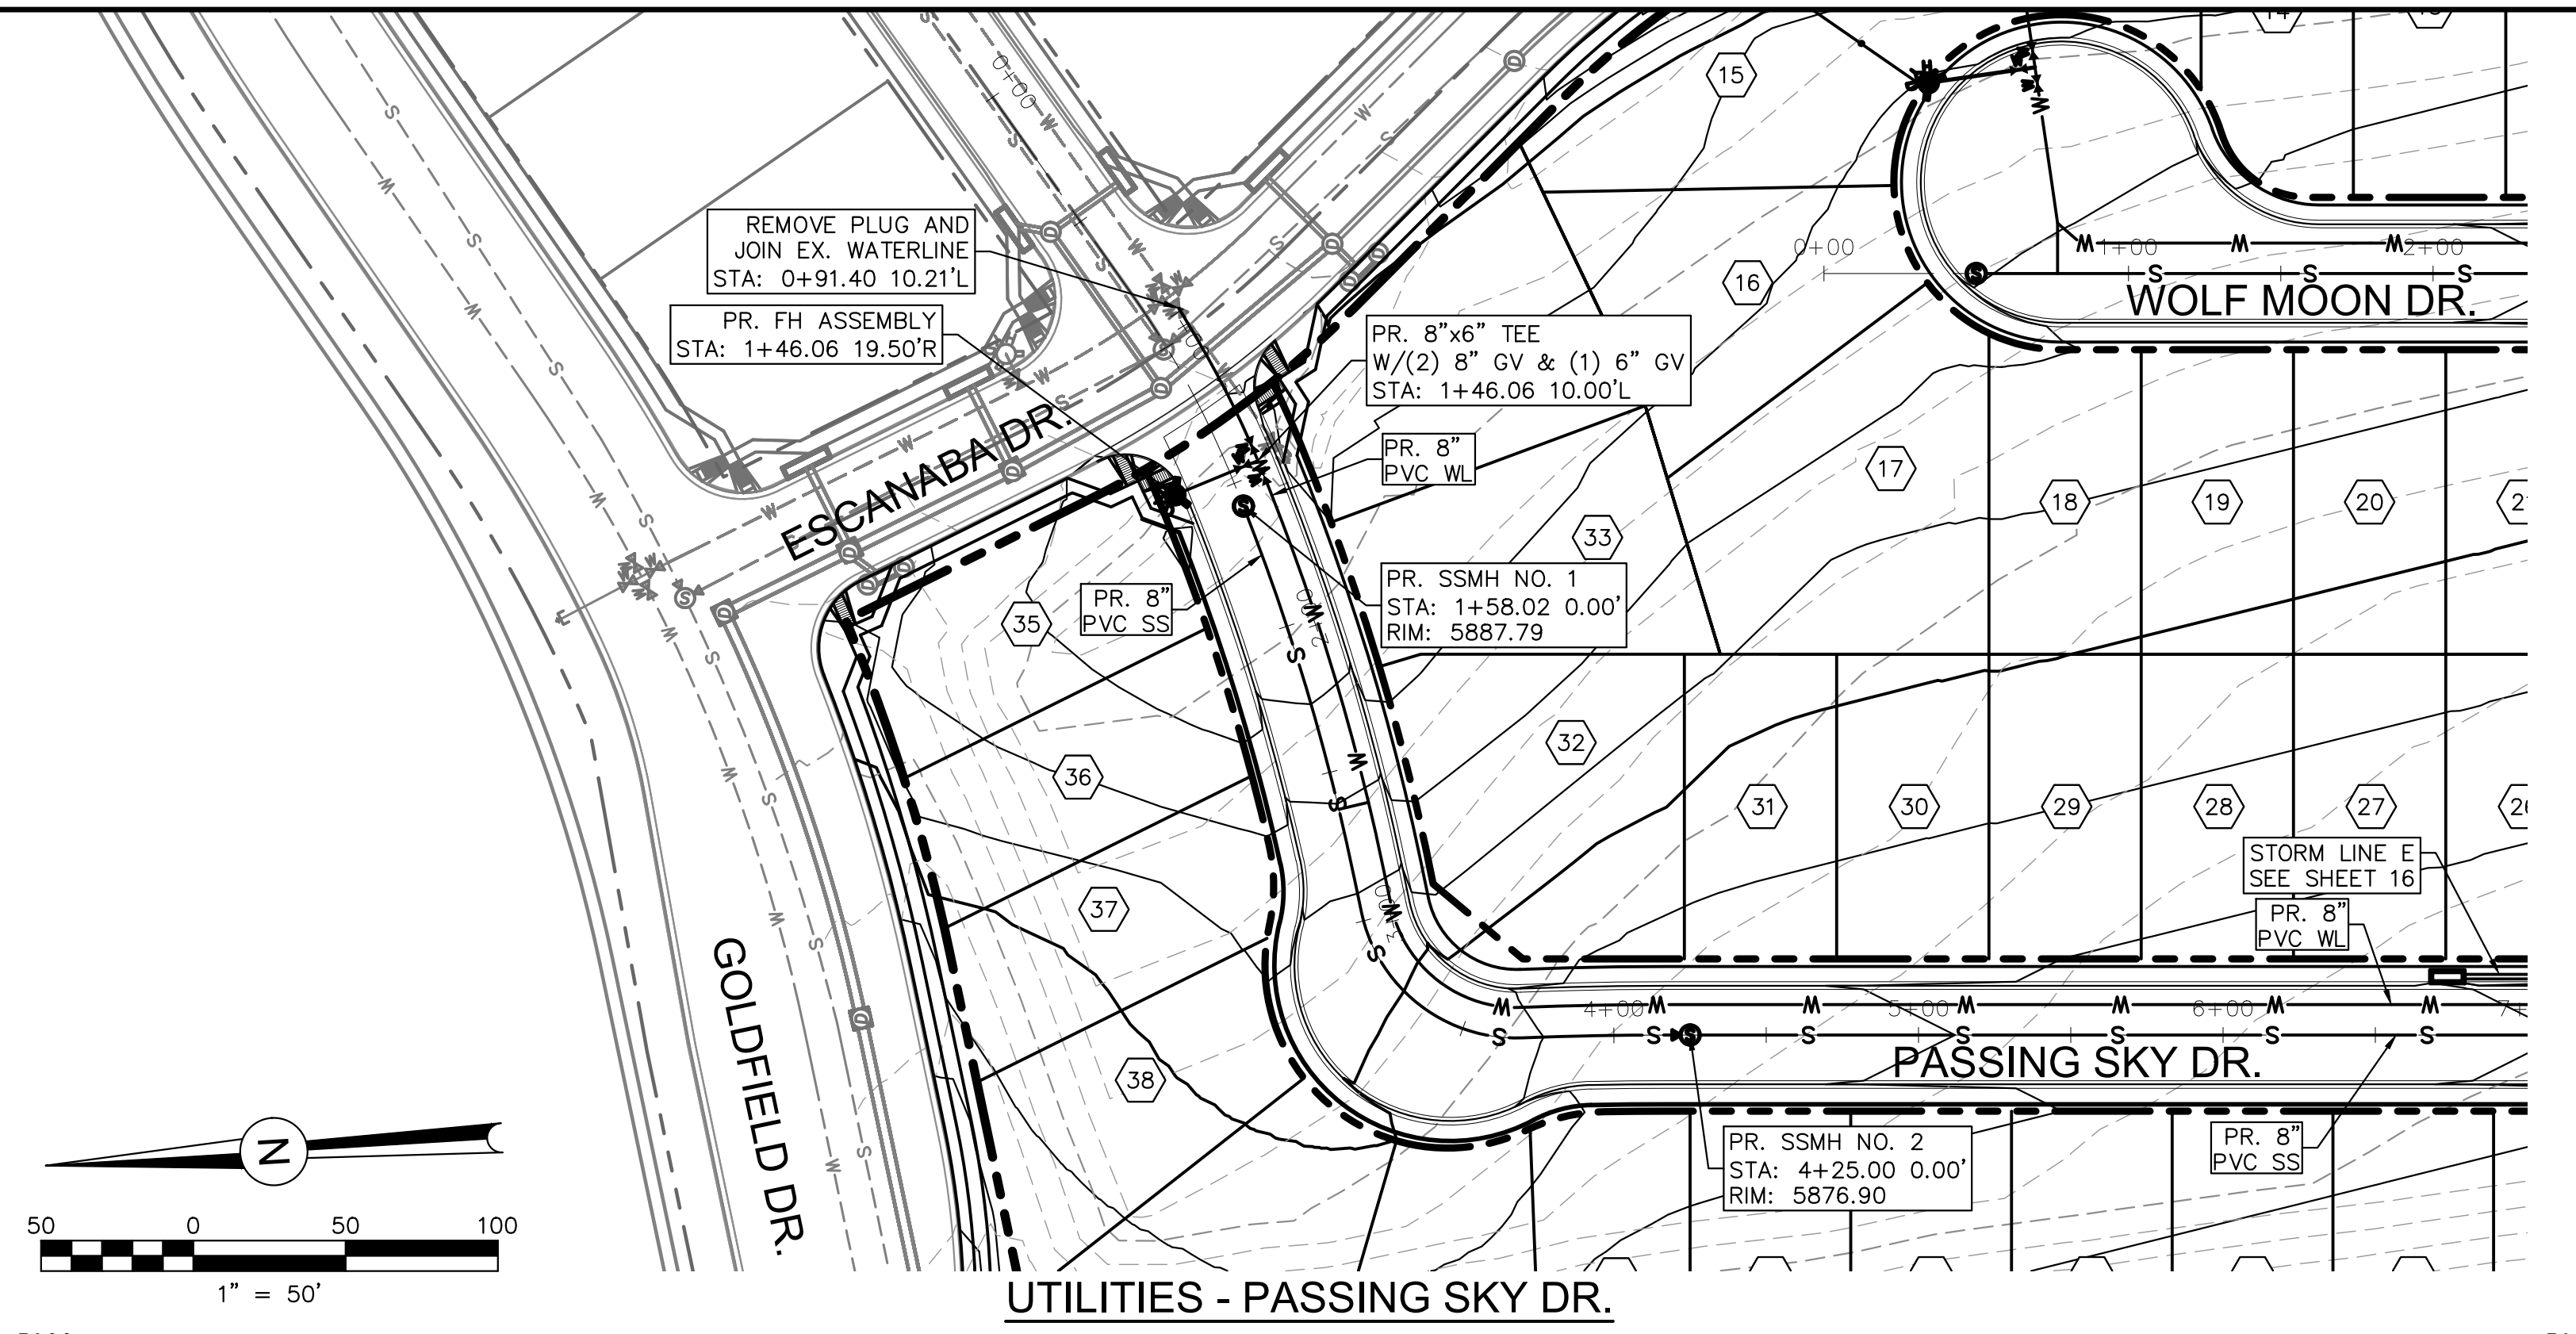 REMOVE PLUG AND
JOIN EX. WATERLINE
STA: 0+91.40 10.21'L
PR. FH ASSEMBLY
STA: 1+46.06 19.50'R
PR. 8"x6" TEE
W/(2) 8" GV & (1) 6" GV
STA: 1+46.06 10.00'L
PR. 8"
PVC WL
PR. SSMH NO. 1
STA: 1+58.02 0.00'
RIM: 5887.79
PR. 8"
PVC SS
0+00
15
16
0+00
1+00
2+00
WOLF MOON DR.
17
18
19
20
33
35
36
37
38
32
31
30
29
28
27
ESCANABA DR.
GOLDFIELD DR.
STORM LINE E
SEE SHEET 16
PR. 8"
PVC WL
4+00
5+00
6+00
PASSING SKY DR.
PR. SSMH NO. 2
STA: 4+25.00 0.00'
RIM: 5876.90
PR. 8"
PVC SS
N
50 0 50 100
1" = 50'
UTILITIES - PASSING SKY DR.